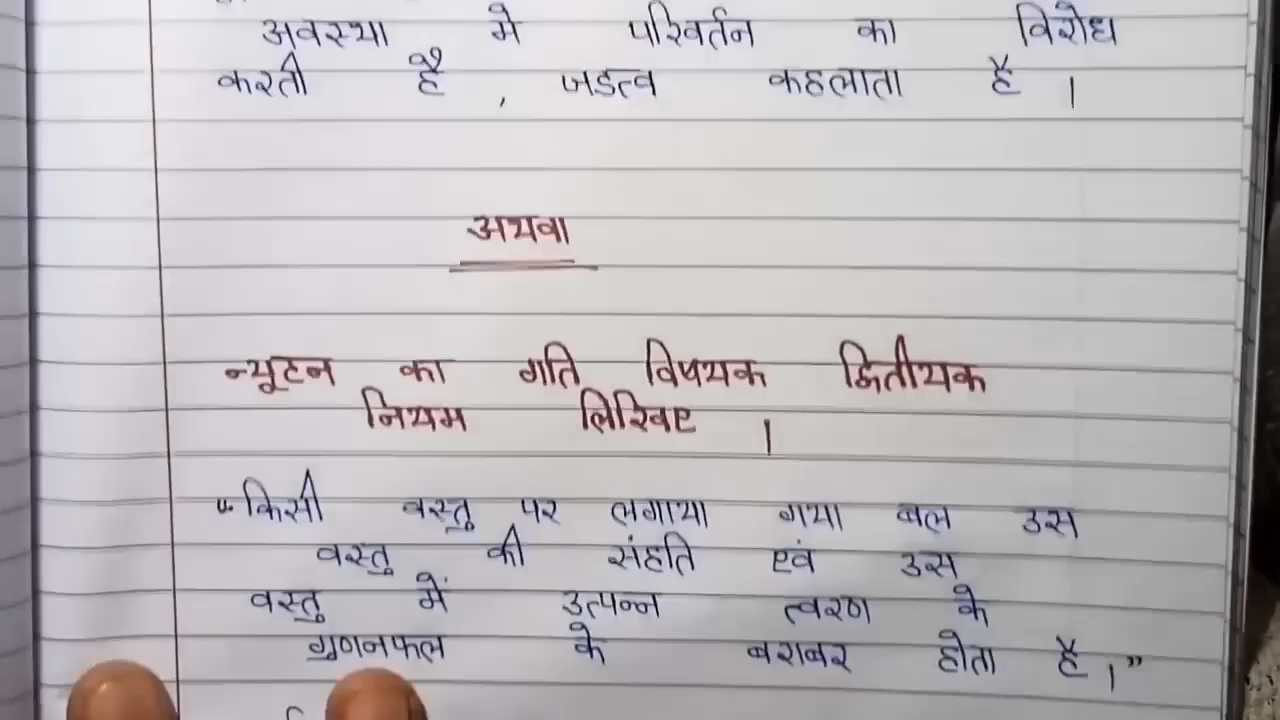 अवस्था मे परिवर्तन का विरोध
करती है , जडत्व कहलाता है ।
अथवा
न्यूटन का गति विषयक द्वितीयक
नियम लिखिए ।
“किसी वस्तु पर लगाया गया बल उस
वस्तु की संहति एवं उस
वस्तु में उत्पन्न त्वरण के
गुणनफल के बराबर होता है ।”